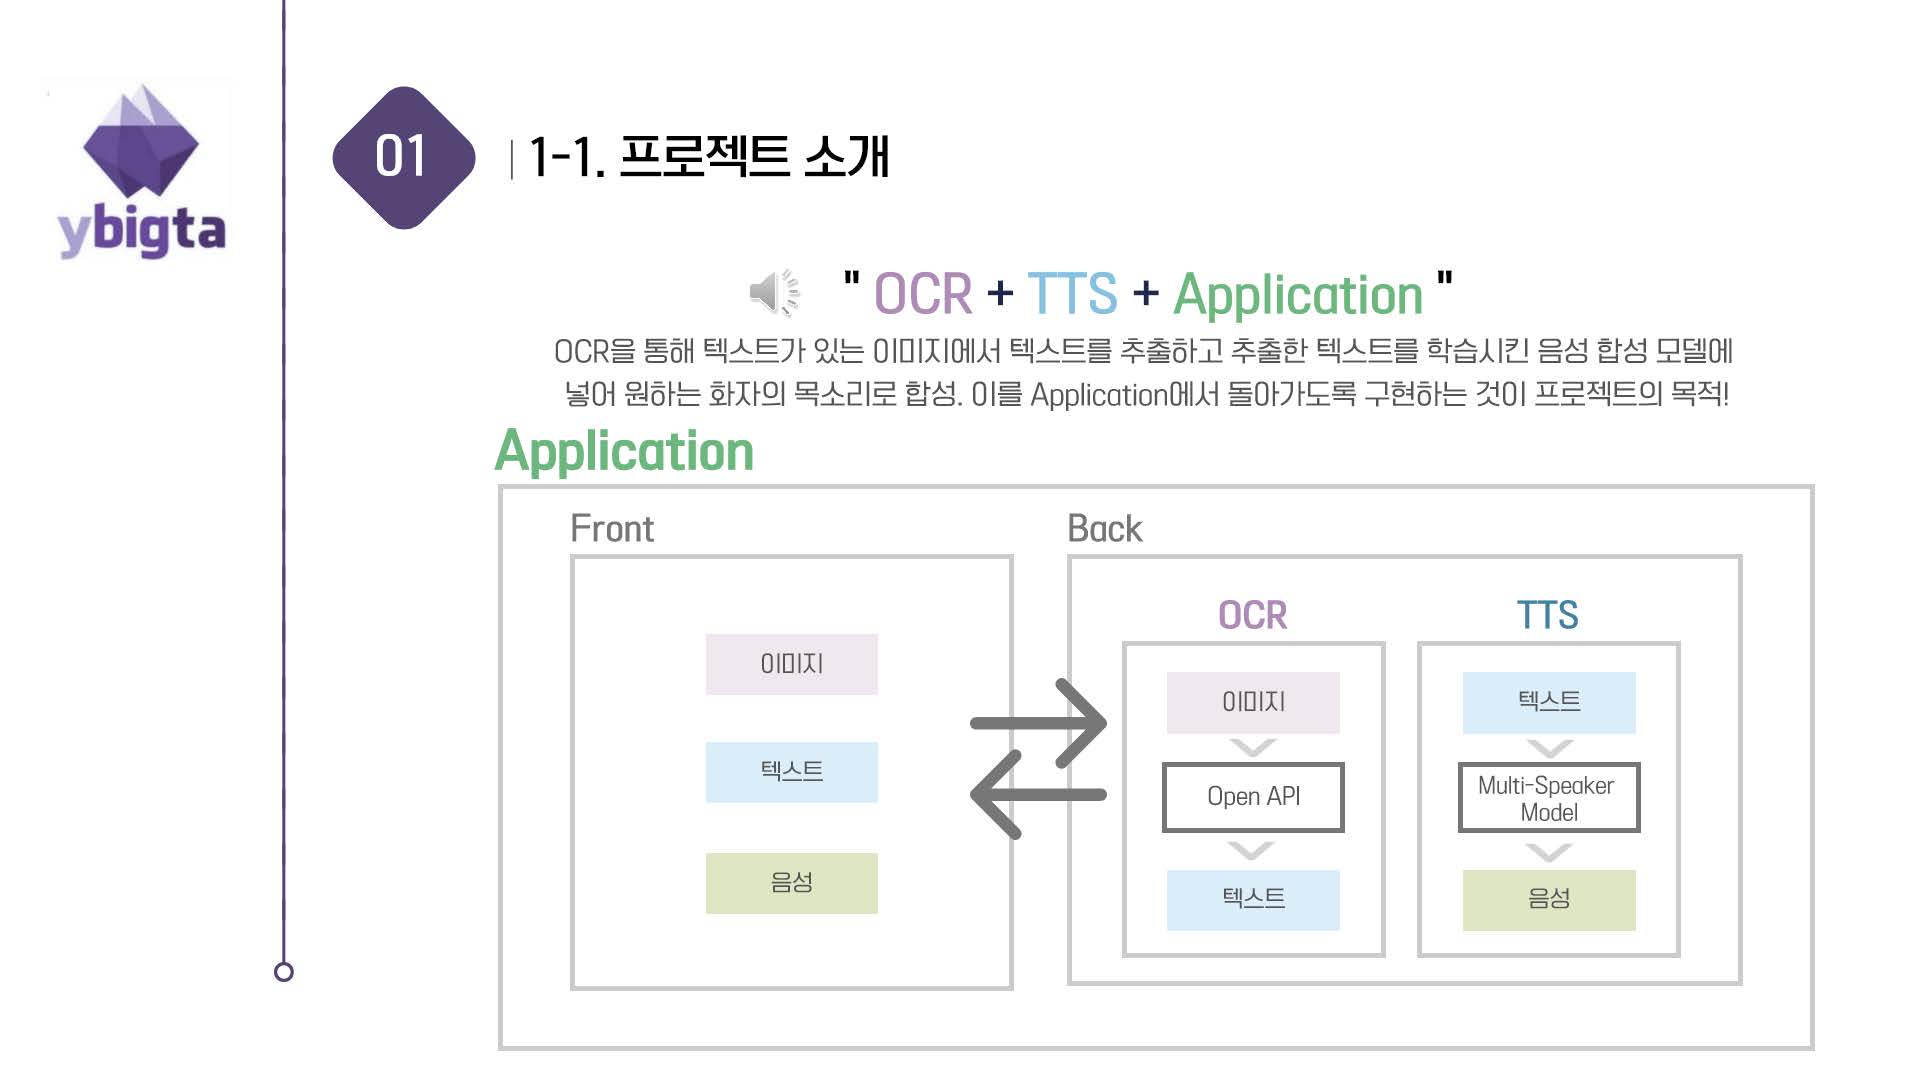 ybigta
01
1-1. 프로젝트 소개
" OCR + TTS + Application "
OCR을 통해 텍스트가 있는 이미지에서 텍스트를 추출하고 추출한 텍스트를 학습시킨 음성 합성 모델에
넣어 원하는 화자의 목소리로 합성. 이를 Application에서 돌아가도록 구현하는 것이 프로젝트의 목적!
Application
Front
이미지
텍스트
음성
Back
OCR
이미지
Open API
텍스트
TTS
텍스트
Multi-Speaker
Model
음성